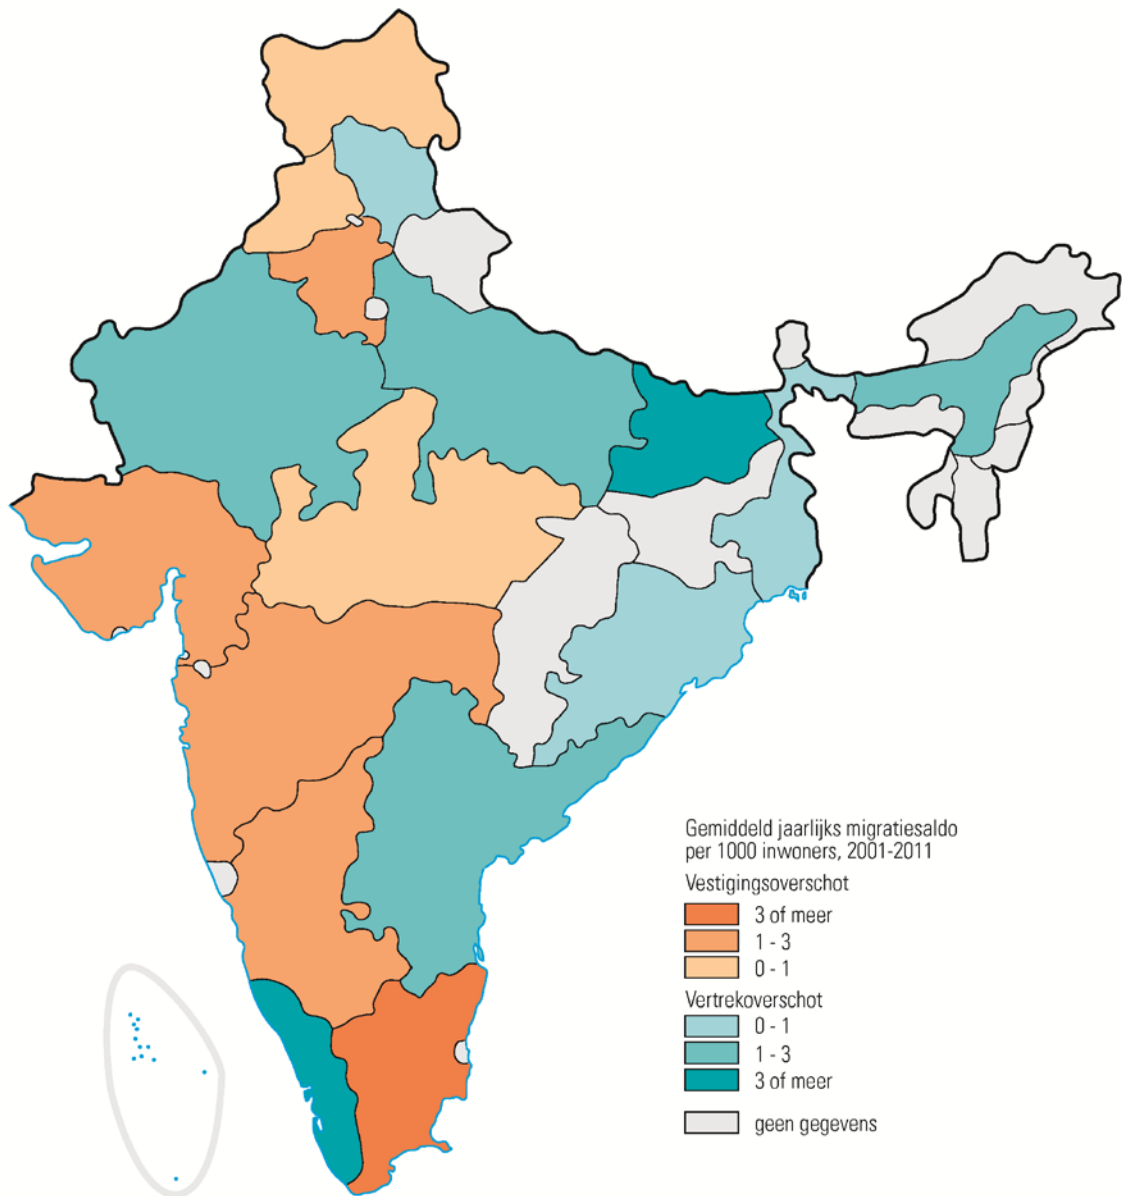 Gemiddeld jaarlijks migratiesaldo
per 1000 inwoners, 2001-2011
Vestigingsoverschot
3 of meer
1 - 3
0 - 1
Vertrekoverschot
0 - 1
1 - 3
3 of meer
geen gegevens